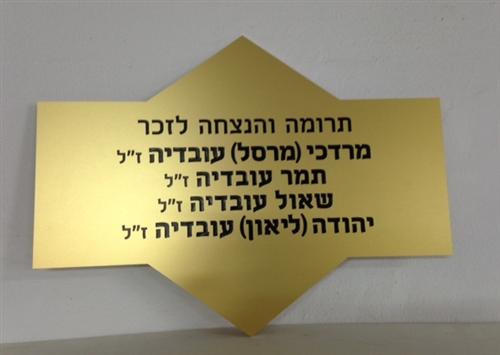 תרומה והנצחה לזכר
מרדכי (מרסל) עובדיה ז"ל
תמר עובדיה ז"ל
שאול עובדיה ז"ל
יהודה (ליאון) עובדיה ז"ל